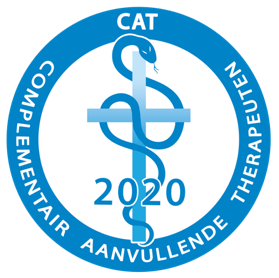 CAT
COMPLEMENTAIR AANVULLENDE THERAPEUTEN
2020